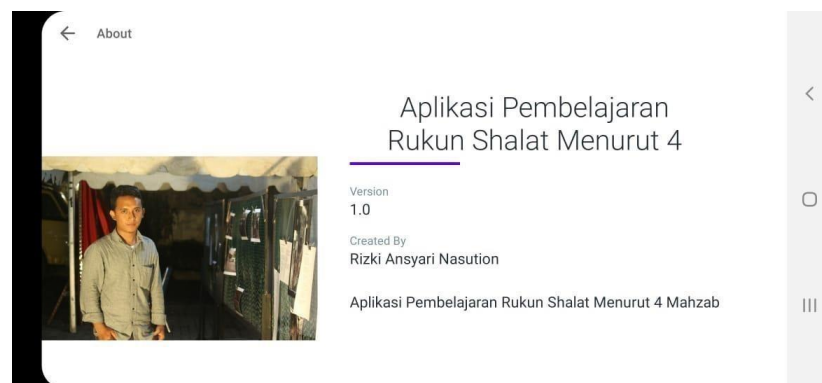 About
Aplikasi Pembelajaran
Rukun Shalat Menurut 4
Version
1.0
Created By
Rizki Ansyari Nasution
Aplikasi Pembelajaran Rukun Shalat Menurut 4 Mahzab